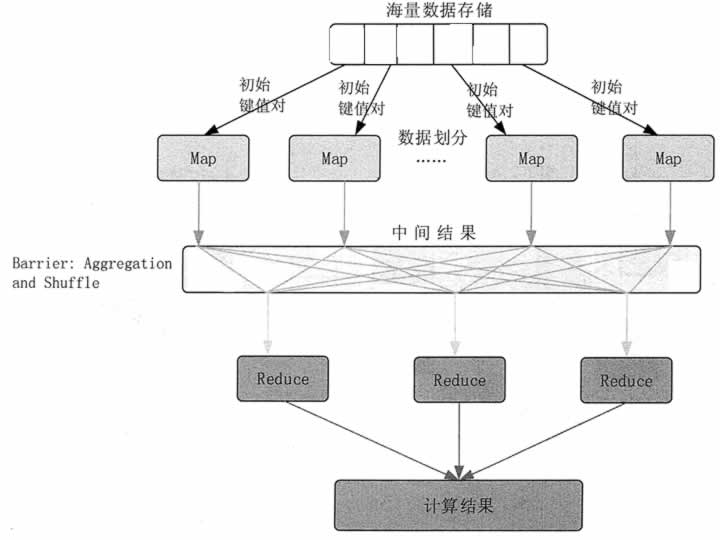 海量数据存储
初始
键值对
初始
键值对
初始
键值对
初始
键值对
数据划分
……
Map
Map
Map
Map
中间结果
Barrier: Aggregation
and Shuffle
Reduce
Reduce
Reduce
计算结果